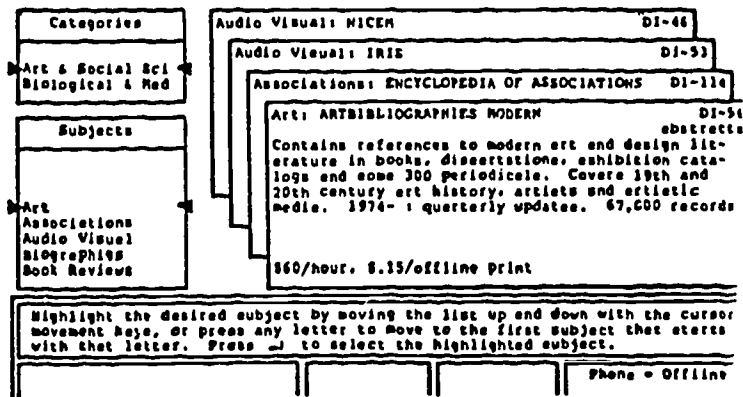 Categories
Art & Social Sci
Biological & Med
Subjects
Art
Associations
Audio Visual
Biographies
Book Reviews
Audio Visual: NICEM DI-46
Audio Visual: IRIS DI-53
Associations: ENCYCLOPEDIA OF ASSOCIATIONS DI-114
Art: ARTBIBLIOGRAPHIES MODERN DI-54
abstracts
Contains references to modern art and design lit-
erature in books, dissertations, exhibition cata-
logs and some 300 periodicals. Covers 19th and
20th century art history, artists and artistic
media. 1974- : quarterly updates. 67,600 records
$60/hour, $.15/offline print
Highlight the desired subject by moving the list up and down with the cursor
movement keys, or press any letter to move to the first subject that starts
with that letter. Press ↵ to select the highlighted subject.
Phone = Offline